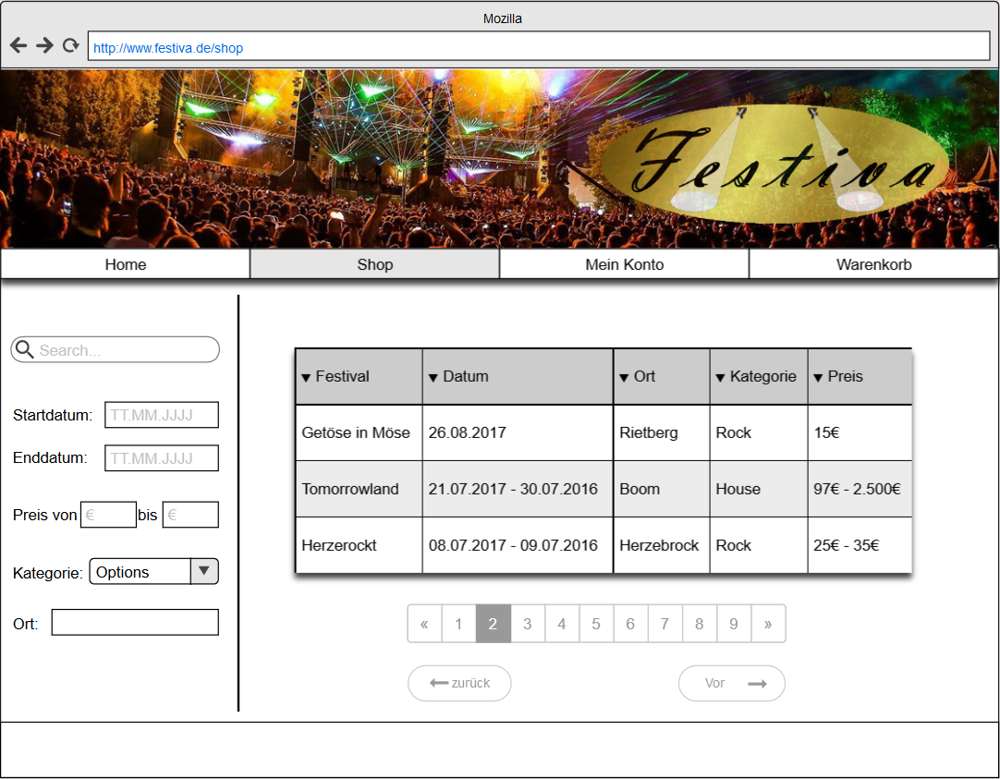 Mozilla
http://www.festiva.de/shop
Festiva
Home Shop Mein Konto Warenkorb
Search...
Startdatum: TT.MM.JJJJ
Enddatum: TT.MM.JJJJ
Preis von € bis €
Kategorie: Options
Ort:
▼ Festival ▼ Datum ▼ Ort ▼ Kategorie ▼ Preis
Getöse in Möse 26.08.2017 Rietberg Rock 15€
Tomorrowland 21.07.2017 - 30.07.2016 Boom House 97€ - 2.500€
Herzerockt 08.07.2017 - 09.07.2016 Herzebrock Rock 25€ - 35€
« 1 2 3 4 5 6 7 8 9 »
zurück Vor